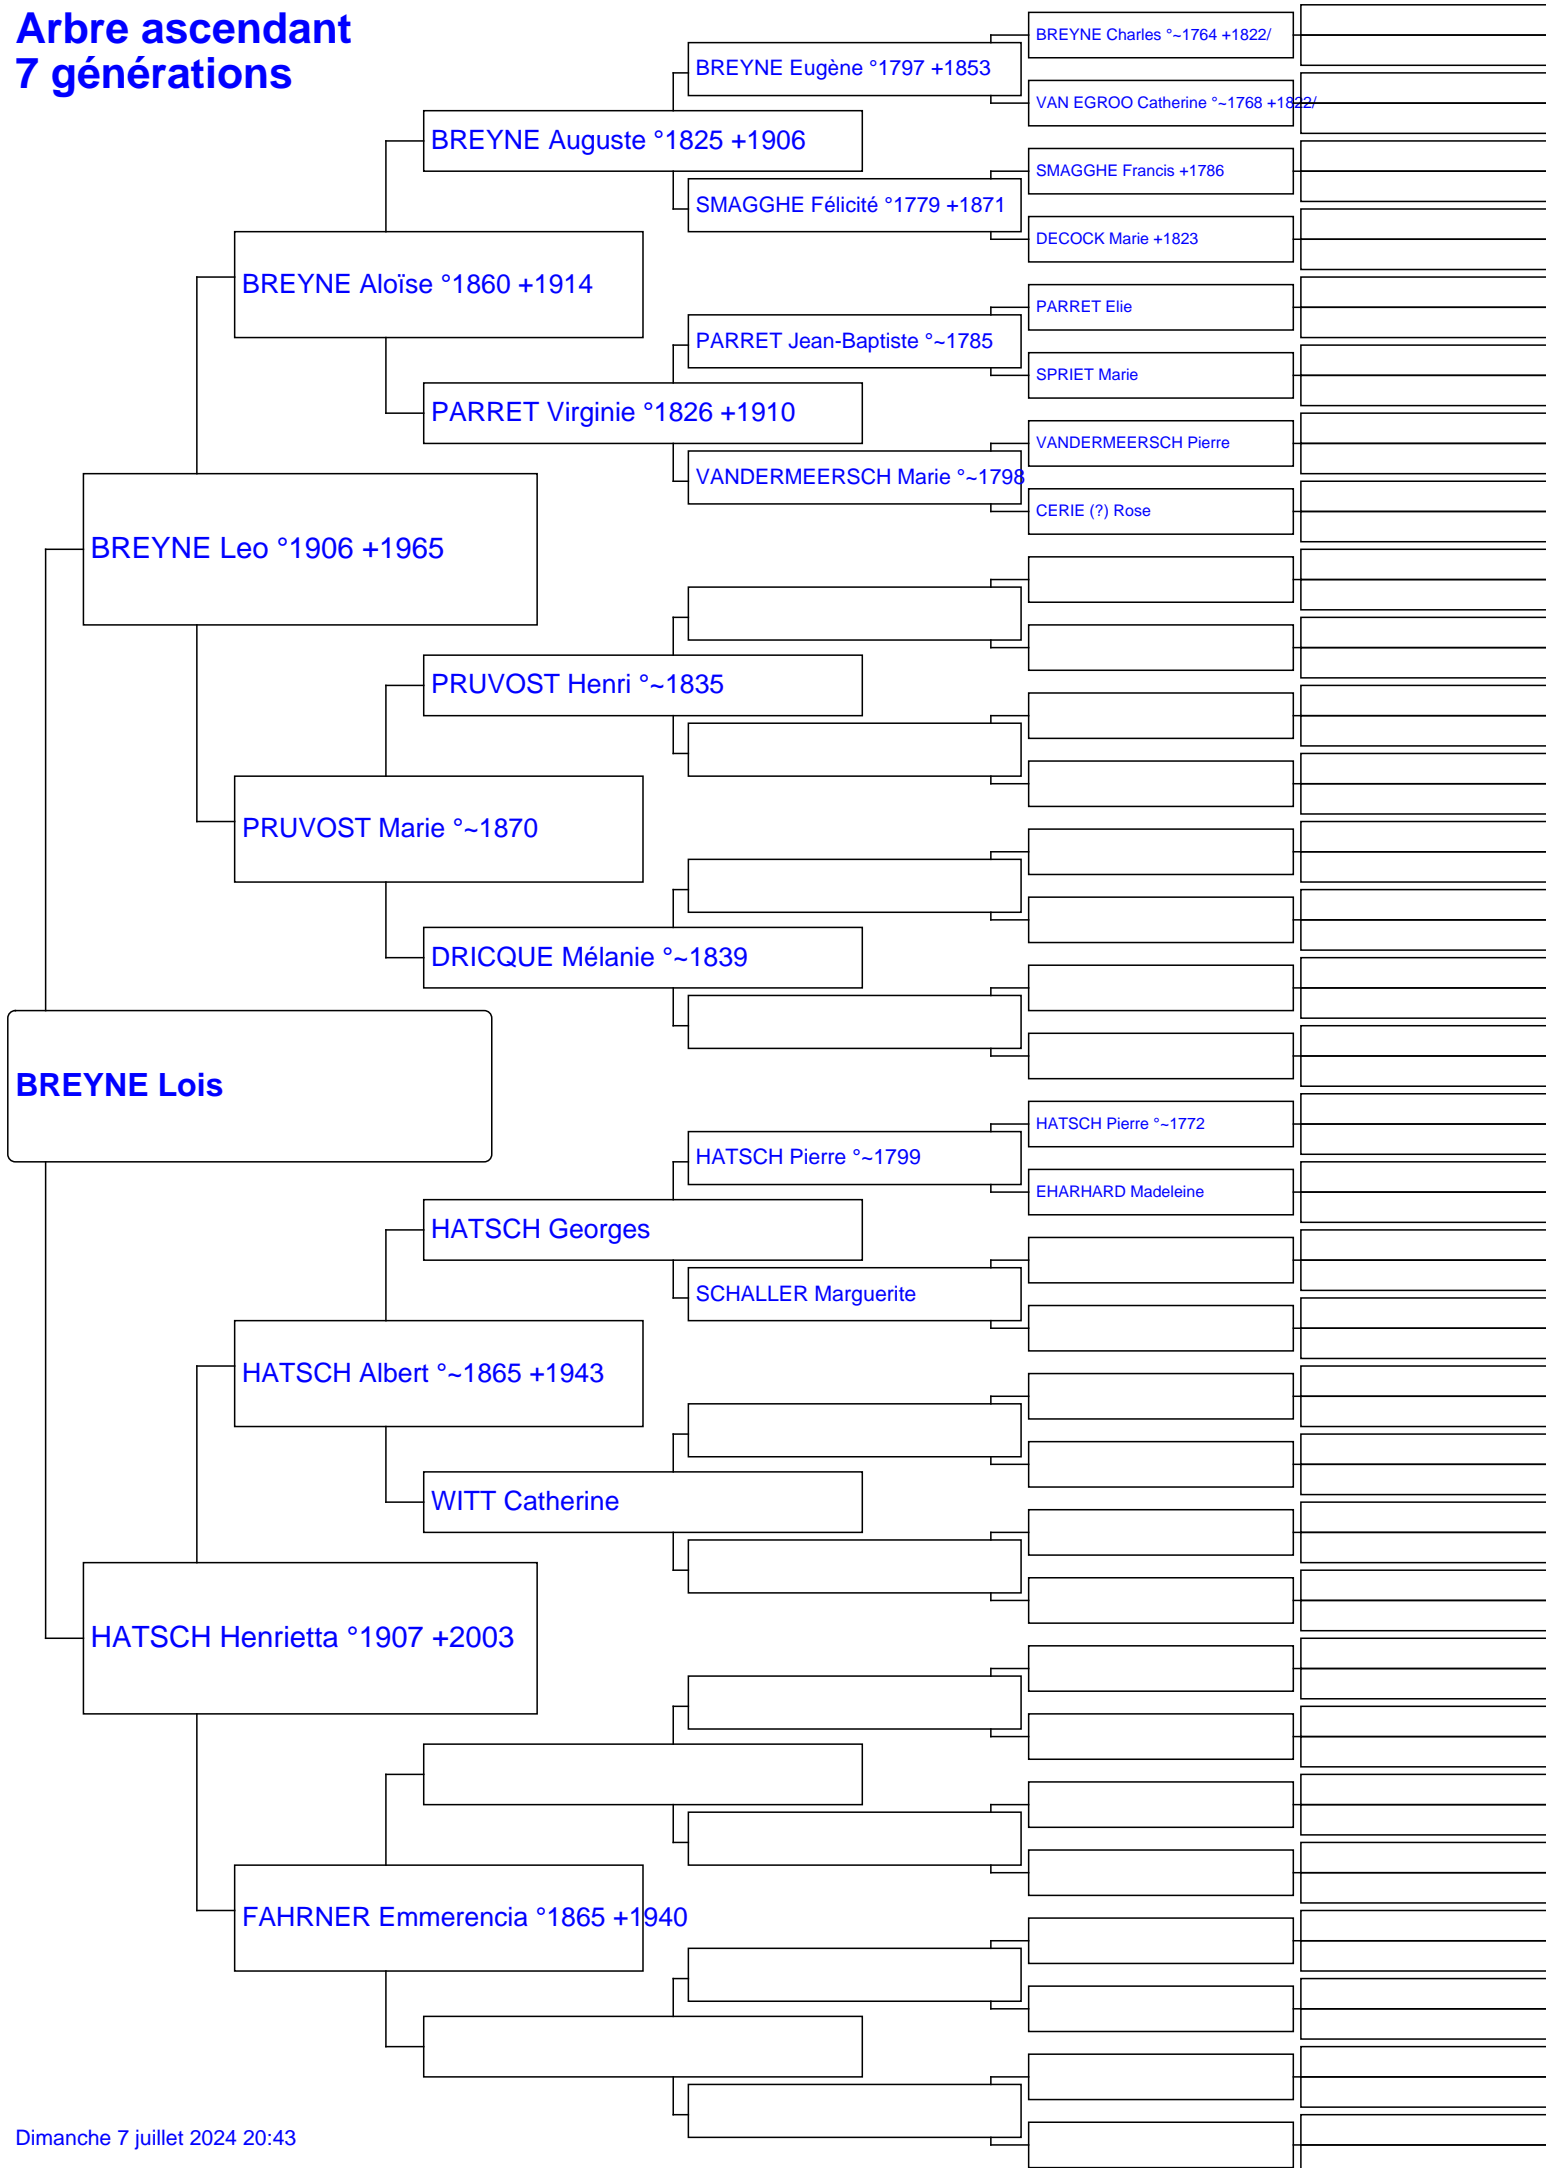 Arbre ascendant
7 générations
BREYNE Charles °~1764 +1822/
BREYNE Eugène °1797 +1853
VAN EGROO Catherine °~1768 +1822/
BREYNE Auguste °1825 +1906
SMAGGHE Francis +1786
SMAGGHE Félicité °1779 +1871
DECOCK Marie +1823
BREYNE Aloïse °1860 +1914
PARRET Elie
PARRET Jean-Baptiste °~1785
SPRIET Marie
PARRET Virginie °1826 +1910
VANDERMEERSCH Pierre
VANDERMEERSCH Marie °~1798
CERIE (?) Rose
BREYNE Leo °1906 +1965
PRUVOST Henri °~1835
PRUVOST Marie °~1870
DRICQUE Mélanie °~1839
BREYNE Lois
HATSCH Pierre °~1772
HATSCH Pierre °~1799
EHARHARD Madeleine
HATSCH Georges
SCHALLER Marguerite
HATSCH Albert °~1865 +1943
WITT Catherine
HATSCH Henrietta °1907 +2003
FAHRNER Emmerencia °1865 +1940
Dimanche 7 juillet 2024 20:43